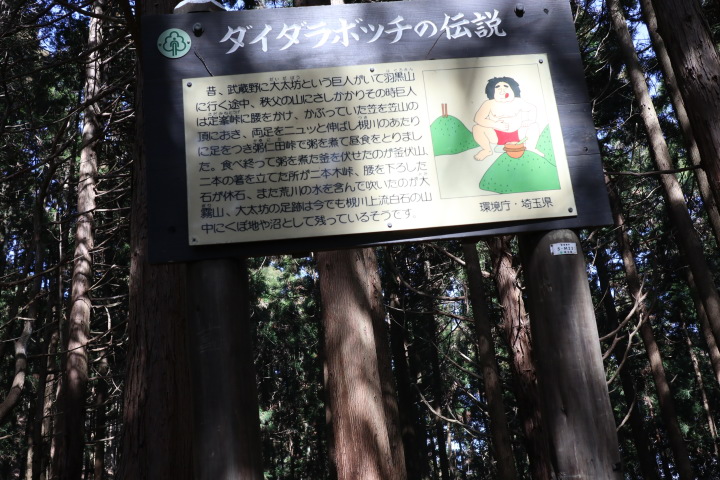 ダイダラボッチの伝説
昔、武蔵野に大太坊という巨人がいて羽黒山
に行く途中、秩父の山にさしかかりその時巨人
は定峯峠に腰をかけ、かぶっていた笠を笠山の
頂におき、両足をニュッと伸ばし槻川のあたり
に足をつき粥仁田峠で粥を煮て昼食をとりまし
た。食べ終って粥を煮た釜を伏せたのが釜伏山、
二本の箸を立てた所が二本木峠、腰を下ろした
石が休石、また荒川の水を含んで吹いたのが大
霧山、大太坊の足跡は今でも槻川上流白石の山
中にくぼ地や沼として残っているそうです。
環境庁・埼玉県